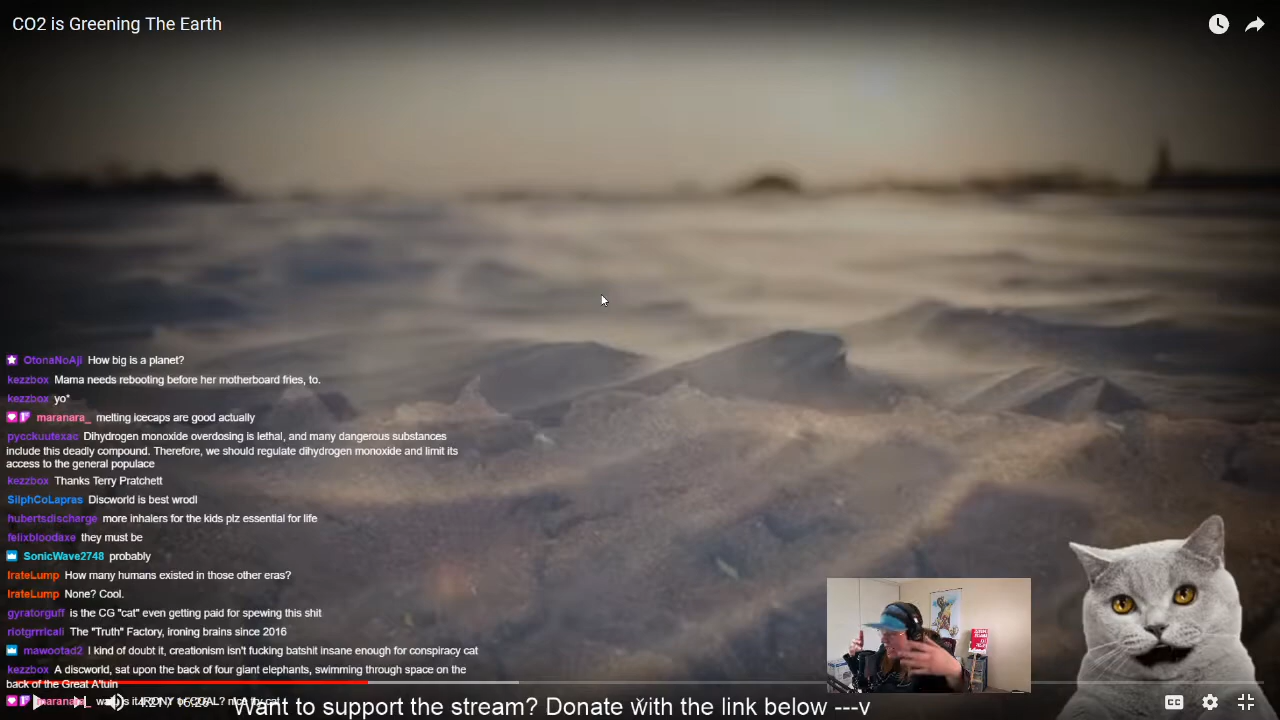 CO2 is Greening The Earth
OtonaNoAji How big is a planet?
kezzbox Mama needs rebooting before her motherboard fries, to.
kezzbox yo*
maranara_ melting icecaps are good actually
pycckuutexac Dihydrogen monoxide overdosing is lethal, and many dangerous substances
include this deadly compound. Therefore, we should regulate dihydrogen monoxide and limit its
access to the general populace
kezzbox Thanks Terry Pratchett
SilphCoLapras Discworld is best wrodl
hubertsdischarge more inhalers for the kids plz essential for life
felixbloodaxe they must be
SonicWave2748 probably
IrateLump How many humans existed in those other eras?
IrateLump None? Cool.
gyratorguff is the CG "cat" even getting paid for spewing this shit
riotgrrricali The "Truth" Factory, ironing brains since 2016
mawootad2 I kind of doubt it, creationism isn't fucking batshit insane enough for conspiracy cat
kezzbox A discworld, sat upon the back of four giant elephants, swimming through space on the
back of the Great A'tuin
maranara_
Want to support the stream? Donate with the link below ---v
CC